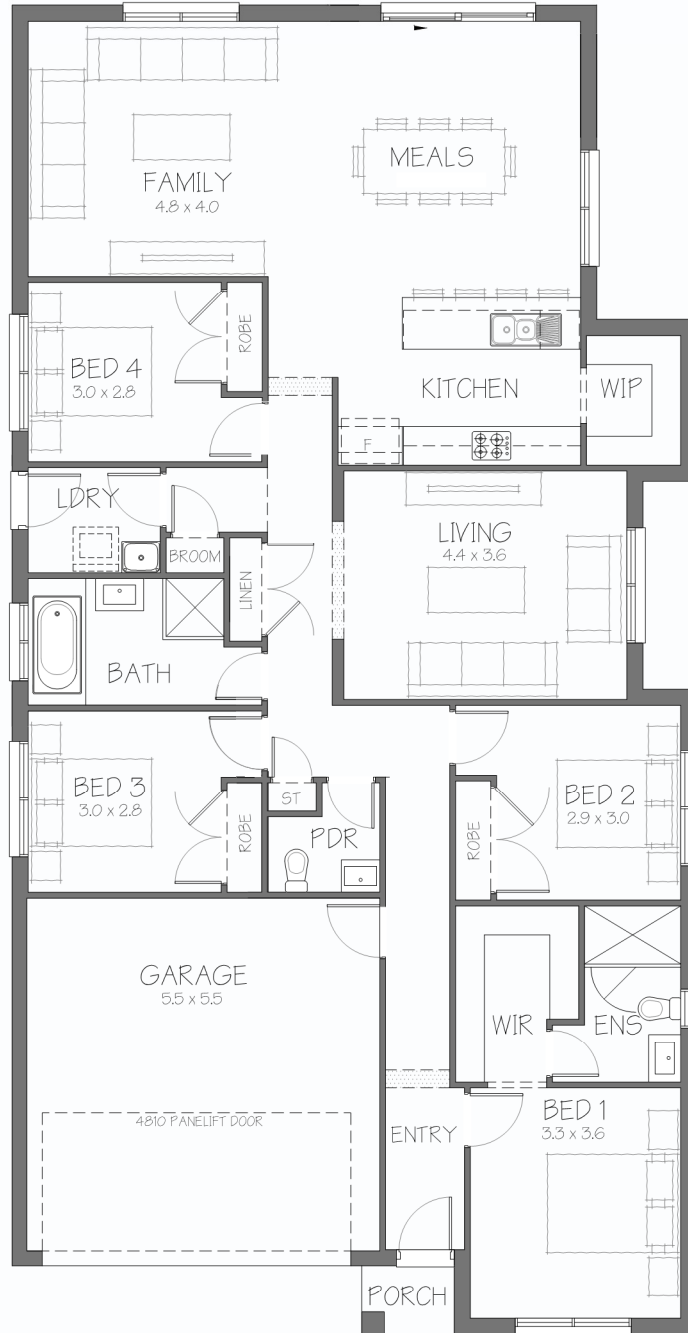 MEALS
FAMILY
4.8 x 4.0
ROBE
BED 4
3.0 x 2.8
KITCHEN
WIP
F
LDRY
BROOM
LINEN
LIVING
4.4 x 3.6
BATH
BED 3
3.0 x 2.8
ROBE
ST
PDR
BED 2
2.9 x 3.0
ROBE
GARAGE
5.5 x 5.5
WIR
ENS
4810 PANELIFT DOOR
ENTRY
BED 1
3.3 x 3.6
PORCH